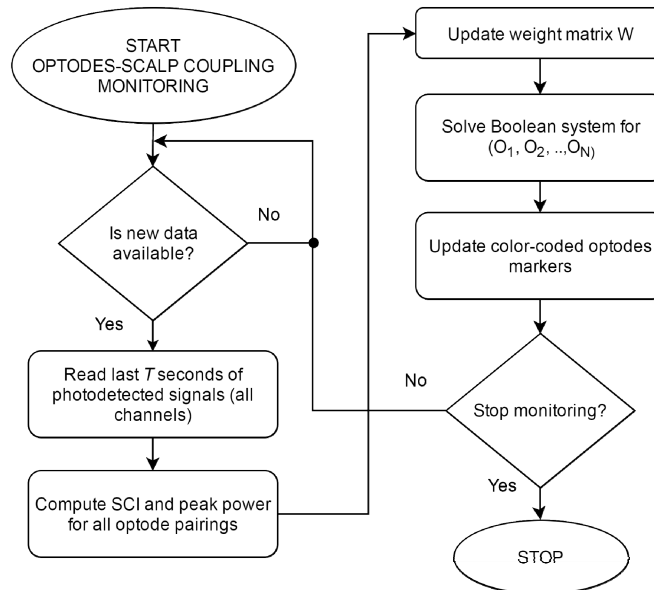 START
OPTODES-SCALP COUPLING
MONITORING
Is new data
available?
No
Yes
Read last T seconds of
photodetected signals (all
channels)
Compute SCI and peak power
for all optode pairings
Update weight matrix W
Solve Boolean system for
(O₁, O₂, ..,O_N)
Update color-coded optodes
markers
No
Stop monitoring?
Yes
STOP